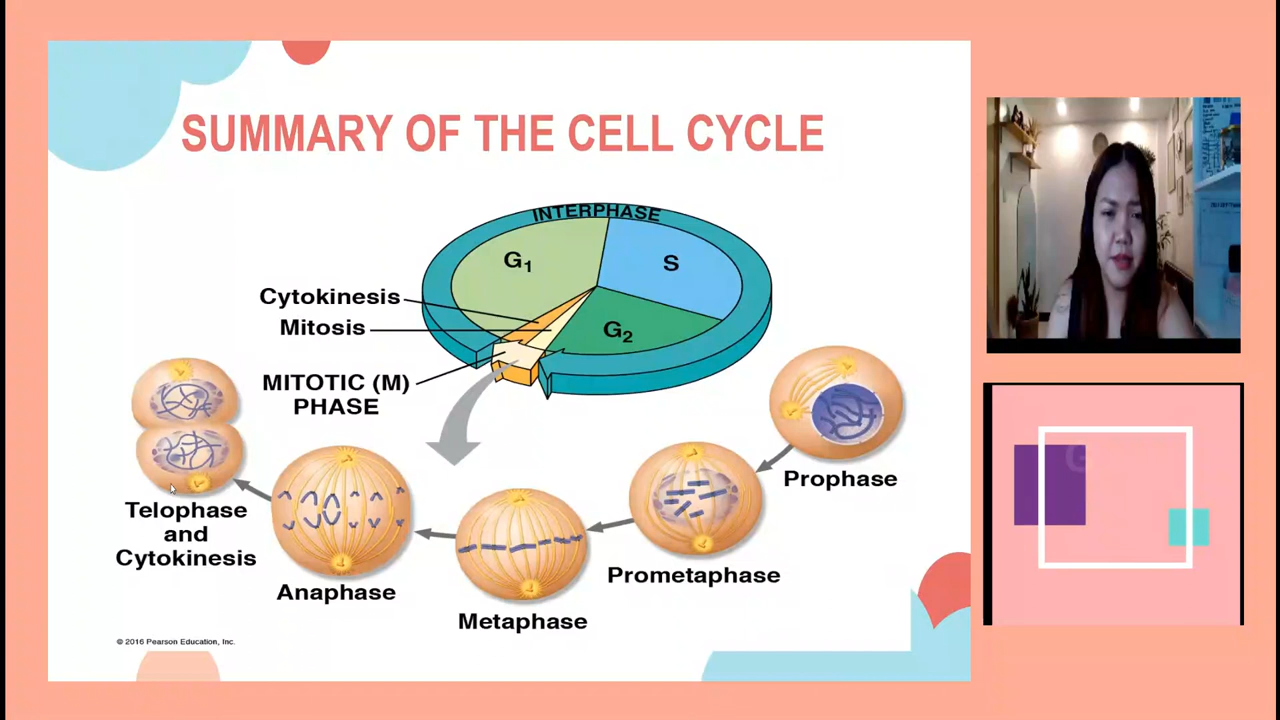 SUMMARY OF THE CELL CYCLE
INTERPHASE
G₁
S
Cytokinesis
Mitosis
G₂
MITOTIC (M)
PHASE
Prophase
Telophase
and
Cytokinesis
Prometaphase
Anaphase
Metaphase
© 2016 Pearson Education, Inc.
G